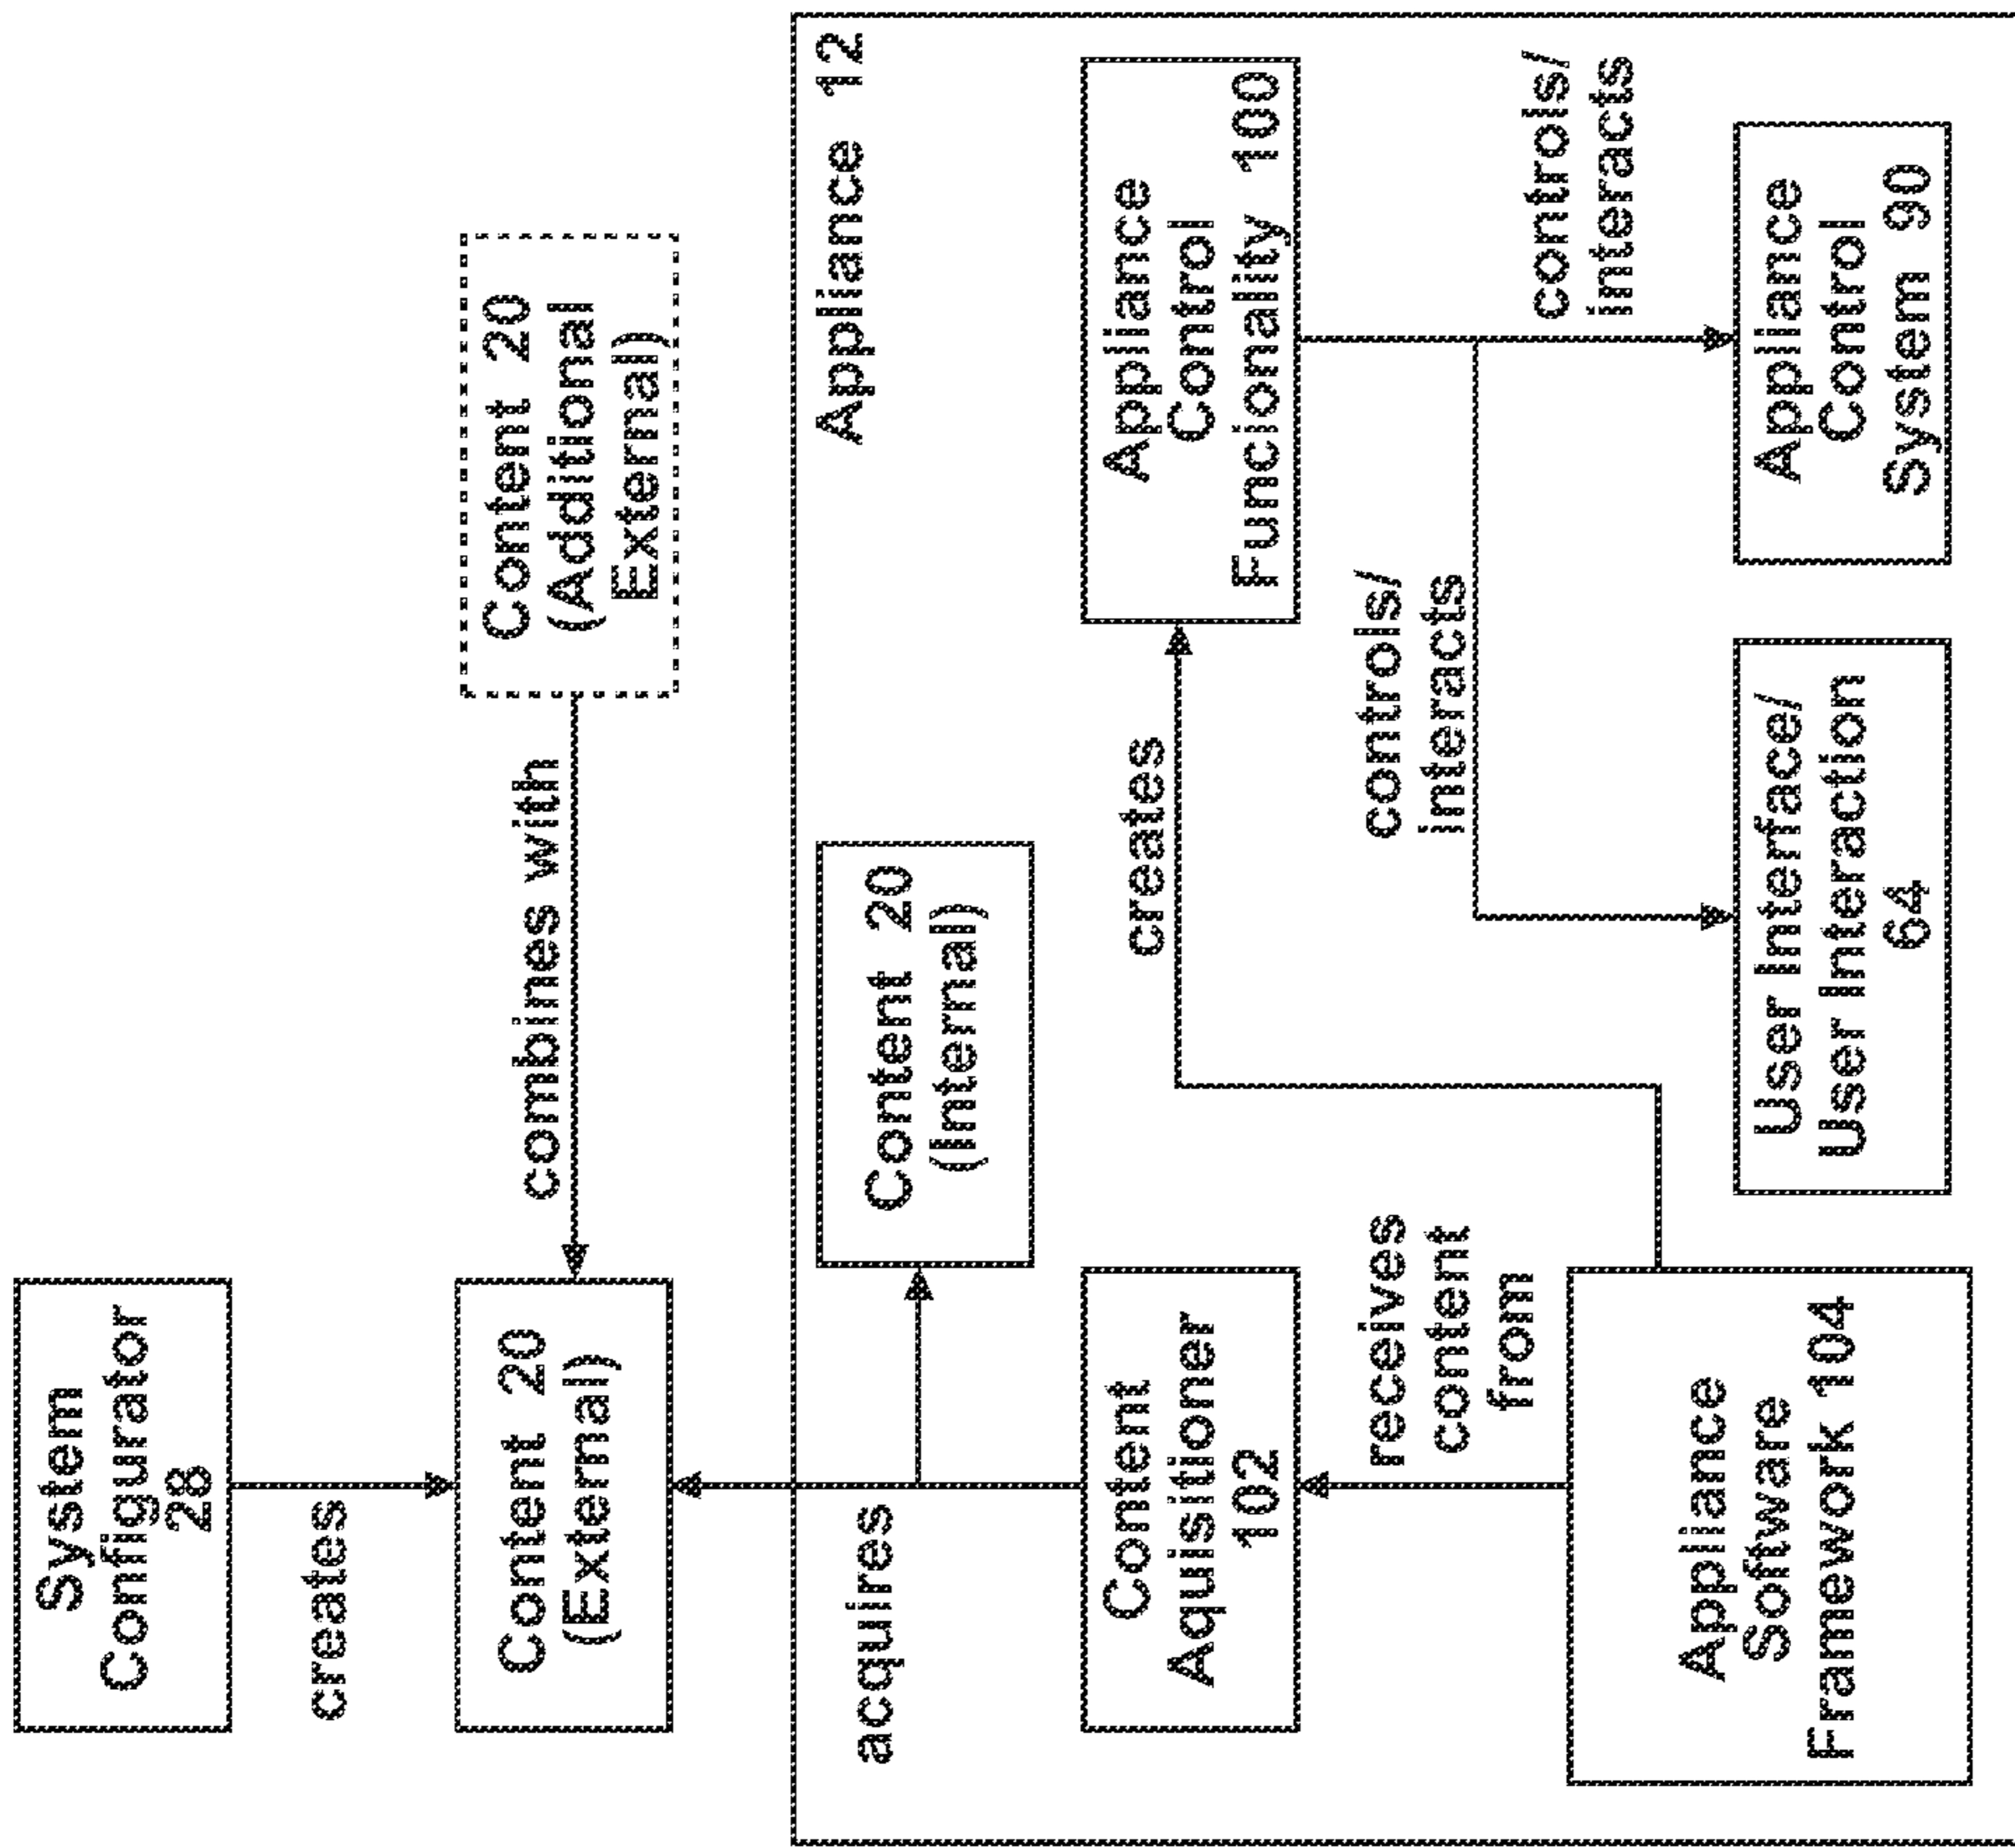 System
Configurator
28
creates
Content 20
(External)
combines with
Content 20
(Additional
External)
Appliance 12
acquires
Content 20
(Internal)
Content
Aquisitioner
102
receives
content
from
Appliance
Software
Framework 104
creates
Appliance
Control
Funcionality 100
controls/
interacts
controls/
interacts
User Interface/
User Interaction
64
Appliance
Control
System 90